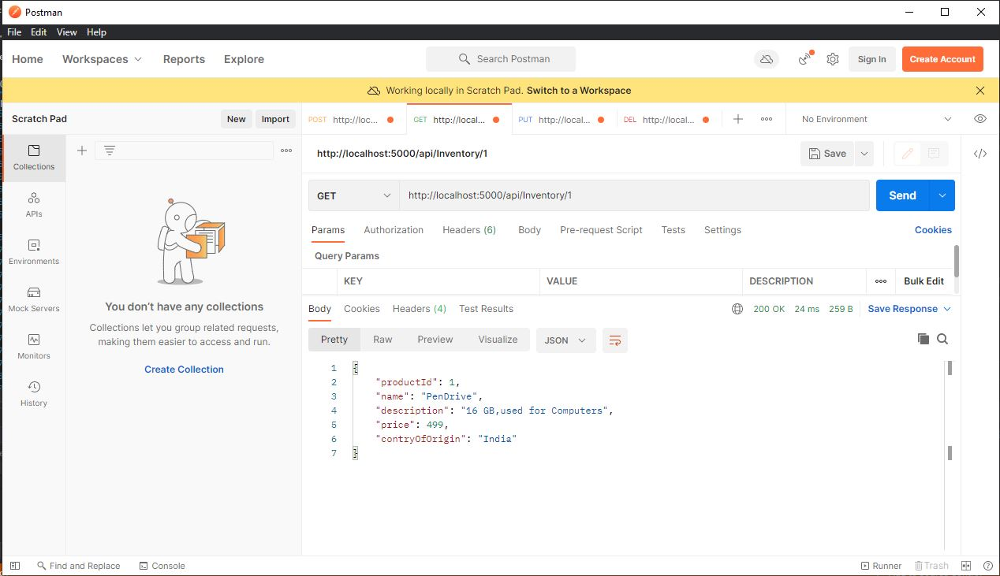 Postman
File Edit View Help
Home Workspaces Reports Explore Search Postman Sign In Create Account
Working locally in Scratch Pad. Switch to a Workspace
Scratch Pad New Import POST http://loc... GET http://local... PUT http://local... DEL http://local... No Environment
http://localhost:5000/api/Inventory/1 Save
Collections
GET http://localhost:5000/api/Inventory/1 Send
APIs
Params Authorization Headers (6) Body Pre-request Script Tests Settings Cookies
Environments
Query Params
KEY VALUE DESCRIPTION Bulk Edit
Mock Servers
You don't have any collections
Body Cookies Headers (4) Test Results 200 OK 24 ms 259 B Save Response
Collections let you group related requests,
making them easier to access and run.
Pretty Raw Preview Visualize JSON
Monitors
Create Collection
History
1 {
2 "productId": 1,
3 "name": "PenDrive",
4 "description": "16 GB,used for Computers",
5 "price": 499,
6 "contryOfOrigin": "India"
7 }
Find and Replace Console Runner Trash